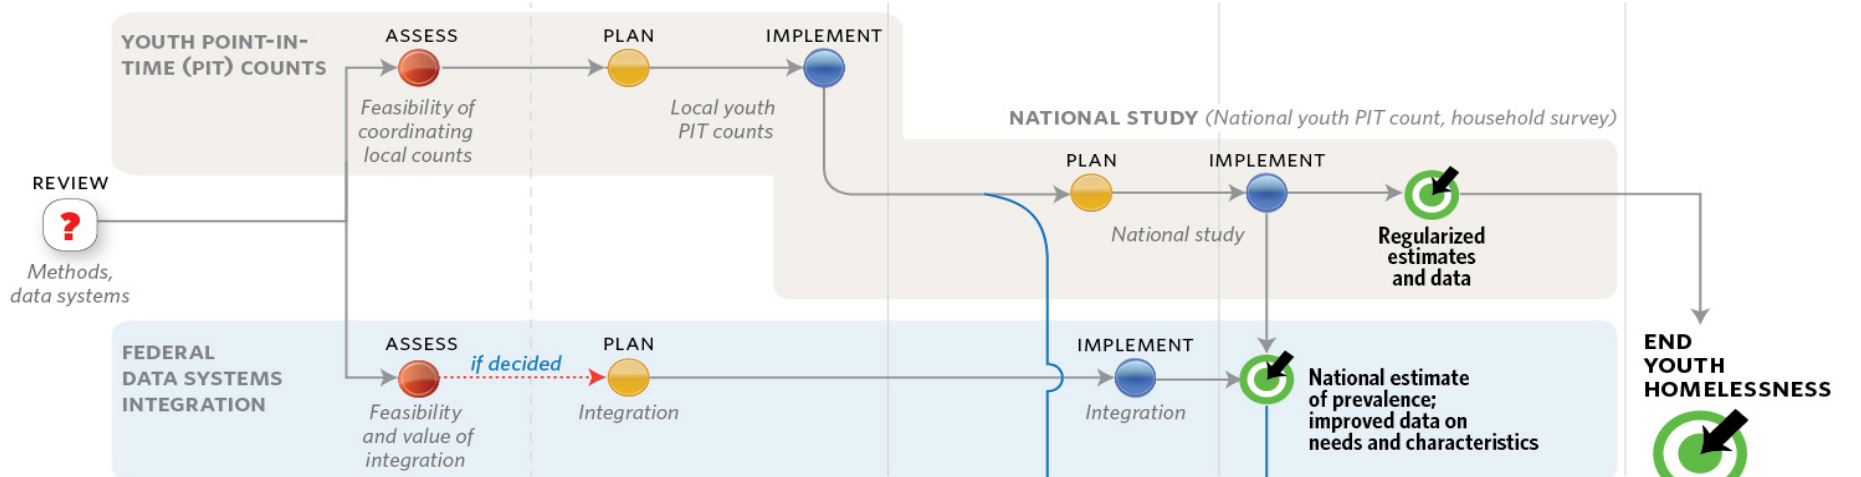 YOUTH POINT-IN-
TIME (PIT) COUNTS
ASSESS
PLAN
IMPLEMENT
Feasibility of
coordinating
local counts
Local youth
PIT counts
NATIONAL STUDY (National youth PIT count, household survey)
PLAN
IMPLEMENT
National study
Regularized
estimates
and data
REVIEW
?
Methods,
data systems
FEDERAL
DATA SYSTEMS
INTEGRATION
ASSESS
if decided
PLAN
IMPLEMENT
Feasibility
and value of
integration
Integration
Integration
National estimate
of prevalence;
improved data on
needs and characteristics
END
YOUTH
HOMELESSNESS